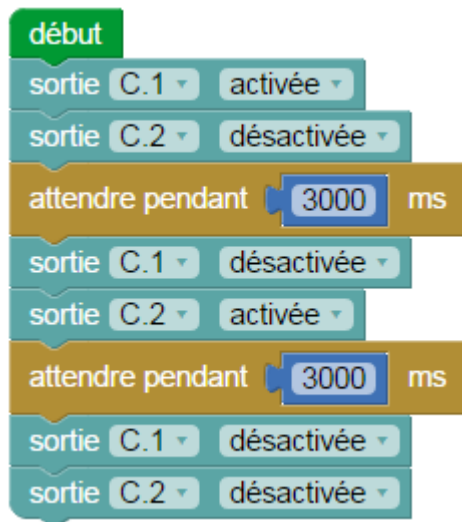 début
sortie C.1 activée
sortie C.2 désactivée
attendre pendant 3000 ms
sortie C.1 désactivée
sortie C.2 activée
attendre pendant 3000 ms
sortie C.1 désactivée
sortie C.2 désactivée